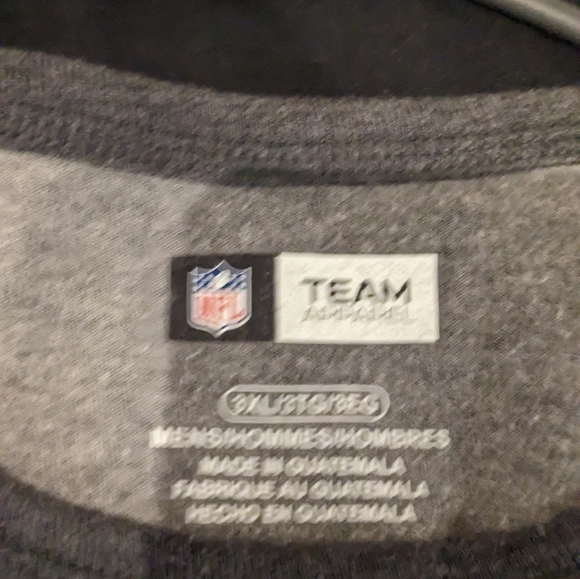 NFL
TEAM
APPAREL
3XL/3TG/3EG
MENS/HOMMES/HOMBRES
MADE IN GUATEMALA
FABRIQUE AU GUATEMALA
HECHO EN GUATEMALA